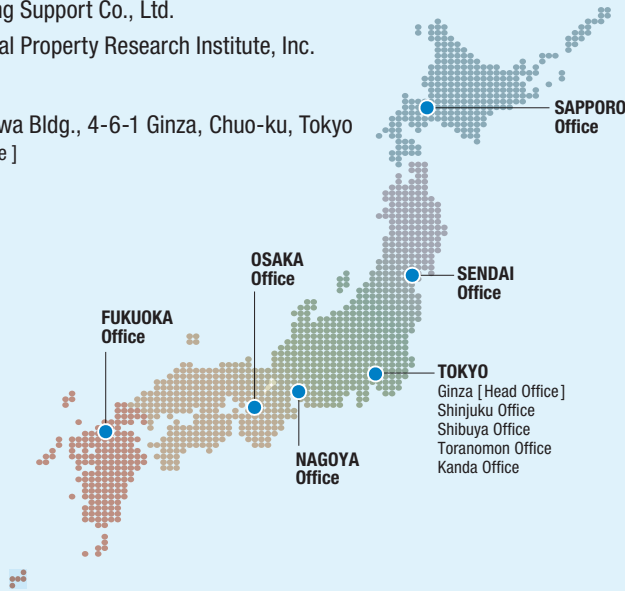 ng Support Co., Ltd.
al Property Research Institute, Inc.
wa Bldg., 4-6-1 Ginza, Chuo-ku, Tokyo
e ]
SAPPORO
Office
SENDAI
Office
OSAKA
Office
FUKUOKA
Office
TOKYO
Ginza [Head Office]
Shinjuku Office
Shibuya Office
Toranomon Office
Kanda Office
NAGOYA
Office